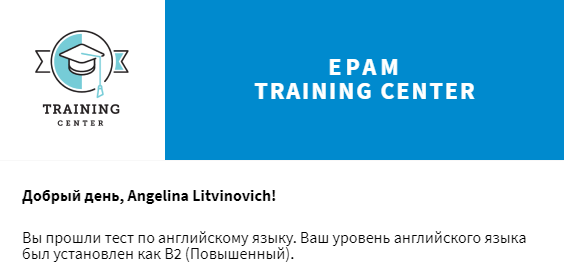 TRAINING
CENTER
EPAM
TRAINING CENTER
Добрый день, Angelina Litvinovich!
Вы прошли тест по английскому языку. Ваш уровень английского языка
был установлен как B2 (Повышенный).